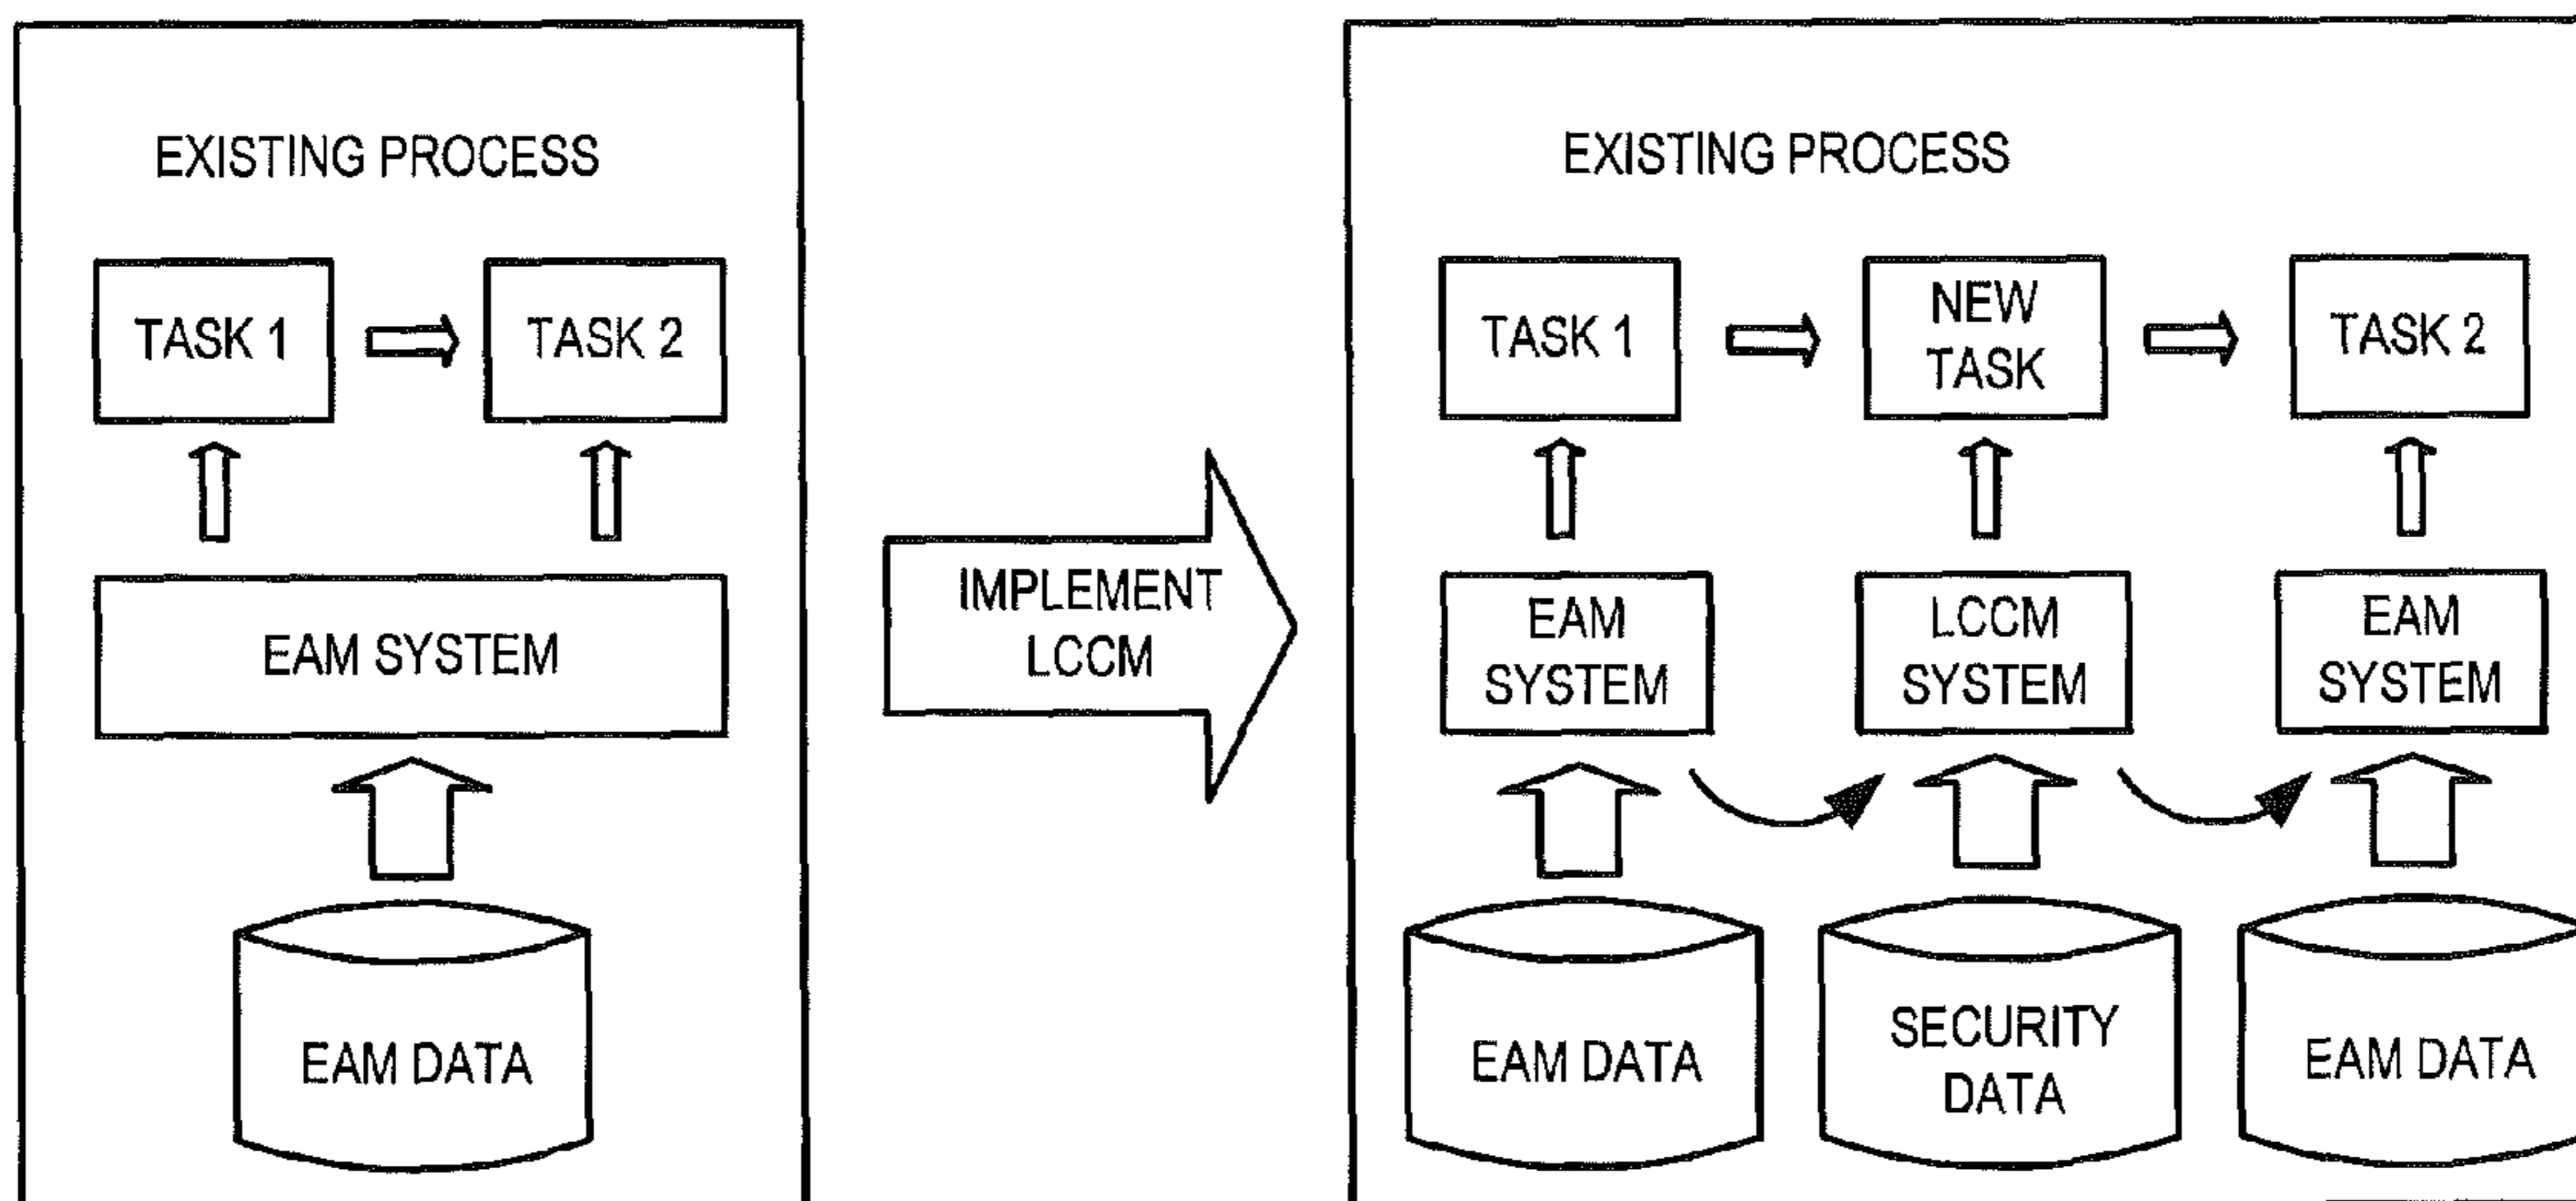 EXISTING PROCESS
TASK 1
TASK 2
EAM SYSTEM
EAM DATA
IMPLEMENT
LCCM
EXISTING PROCESS
TASK 1
NEW
TASK
TASK 2
EAM
SYSTEM
LCCM
SYSTEM
EAM
SYSTEM
EAM DATA
SECURITY
DATA
EAM DATA